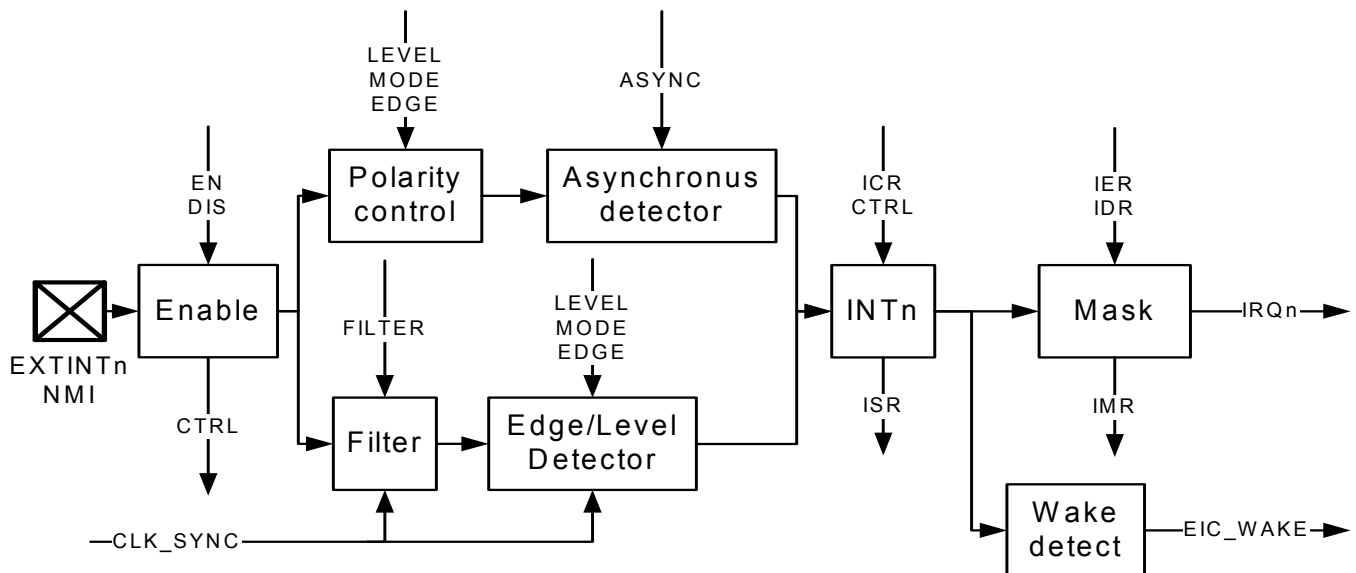 LEVEL
MODE
EDGE
ASYNC
EN
DIS
Polarity
control
Asynchronus
detector
ICR
CTRL
IER
IDR
EXTINTn
NMI
Enable
FILTER
LEVEL
MODE
EDGE
INTn
Mask
IRQn
CTRL
Filter
Edge/Level
Detector
ISR
IMR
CLK_SYNC
Wake
detect
EIC_WAKE